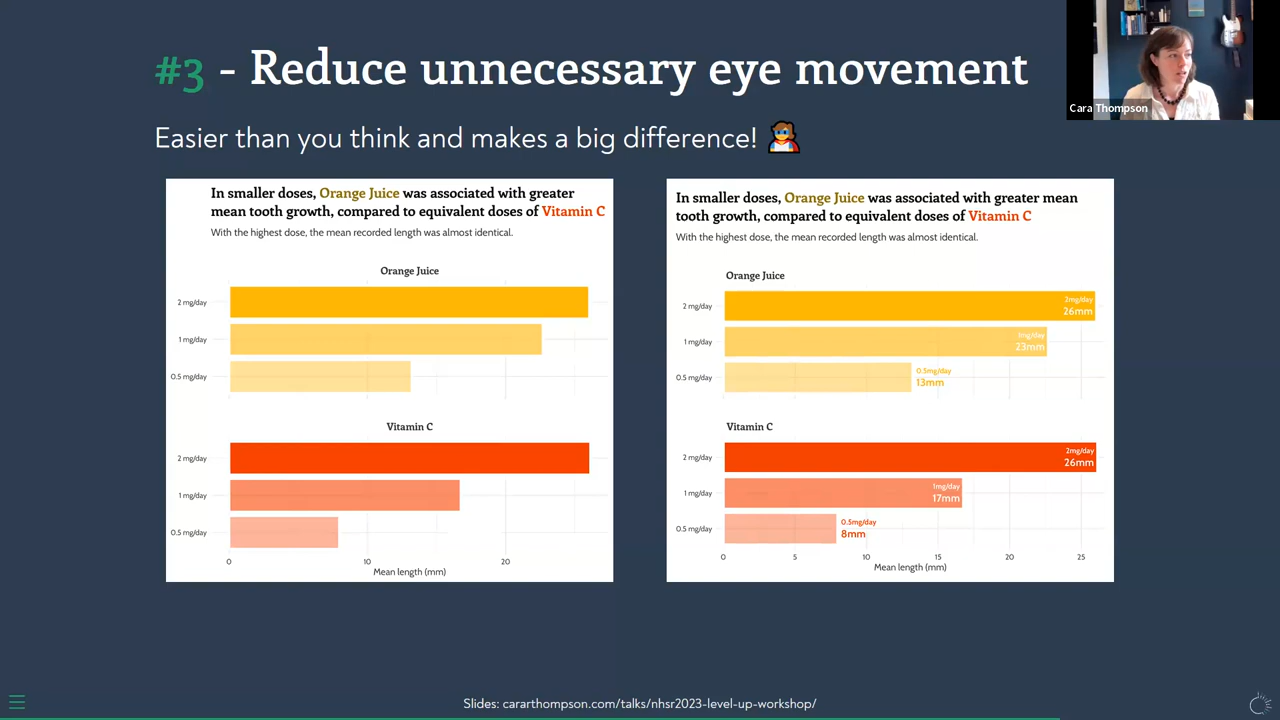 #3 - Reduce unnecessary eye movement
Cara Thompson
Easier than you think and makes a big difference!
In smaller doses, Orange Juice was associated with greater
mean tooth growth, compared to equivalent doses of Vitamin C
With the highest dose, the mean recorded length was almost identical.
Orange Juice
2 mg/day
1 mg/day
0.5 mg/day
Vitamin C
2 mg/day
1 mg/day
0.5 mg/day
0 10 20
Mean length (mm)
In smaller doses, Orange Juice was associated with greater mean
tooth growth, compared to equivalent doses of Vitamin C
With the highest dose, the mean recorded length was almost identical.
Orange Juice
2 mg/day
2mg/day
26mm
1 mg/day
1mg/day
23mm
0.5 mg/day
0.5mg/day
13mm
Vitamin C
2 mg/day
2mg/day
26mm
1 mg/day
1mg/day
17mm
0.5 mg/day
0.5mg/day
8mm
0 5 10 15 20 25
Mean length (mm)
Slides: cararthompson.com/talks/nhsr2023-level-up-workshop/